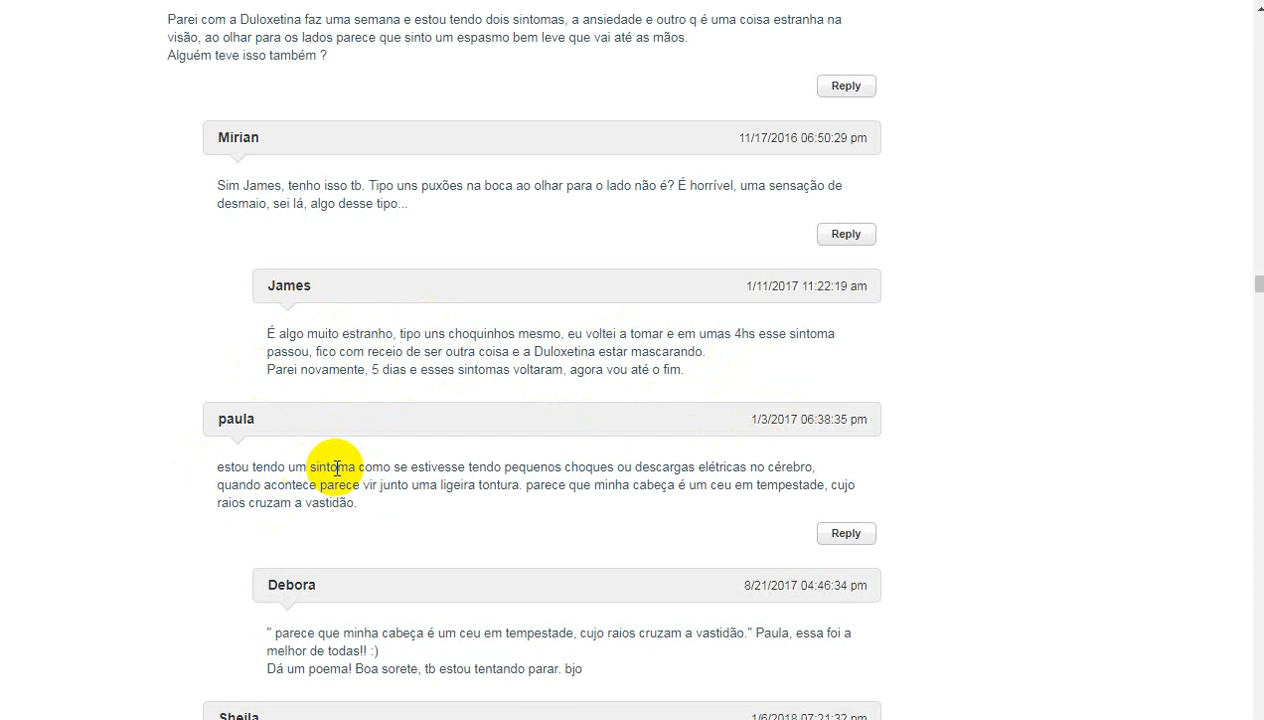 Parei com a Duloxetina faz uma semana e estou tendo dois sintomas, a ansiedade e outro q é uma coisa estranha na
visão, ao olhar para os lados parece que sinto um espasmo bem leve que vai até as mãos.
Alguém teve isso também ?
Reply
Mirian 11/17/2016 06:50:29 pm
Sim James, tenho isso tb. Tipo uns puxões na boca ao olhar para o lado não é? É horrível, uma sensação de
desmaio, sei lá, algo desse tipo...
Reply
James 1/11/2017 11:22:19 am
É algo muito estranho, tipo uns choquinhos mesmo, eu voltei a tomar e em umas 4hs esse sintoma
passou, fico com receio de ser outra coisa e a Duloxetina estar mascarando.
Parei novamente, 5 dias e esses sintomas voltaram, agora vou até o fim.
paula 1/3/2017 06:38:35 pm
estou tendo um sintoma como se estivesse tendo pequenos choques ou descargas elétricas no cérebro,
quando acontece parece vir junto uma ligeira tontura. parece que minha cabeça é um ceu em tempestade, cujo
raios cruzam a vastidão.
Reply
Debora 8/21/2017 04:46:34 pm
" parece que minha cabeça é um ceu em tempestade, cujo raios cruzam a vastidão." Paula, essa foi a
melhor de todas!! :)
Dá um poema! Boa sorete, tb estou tentando parar. bjo
Sheila 1/6/2018 07:21:32 pm